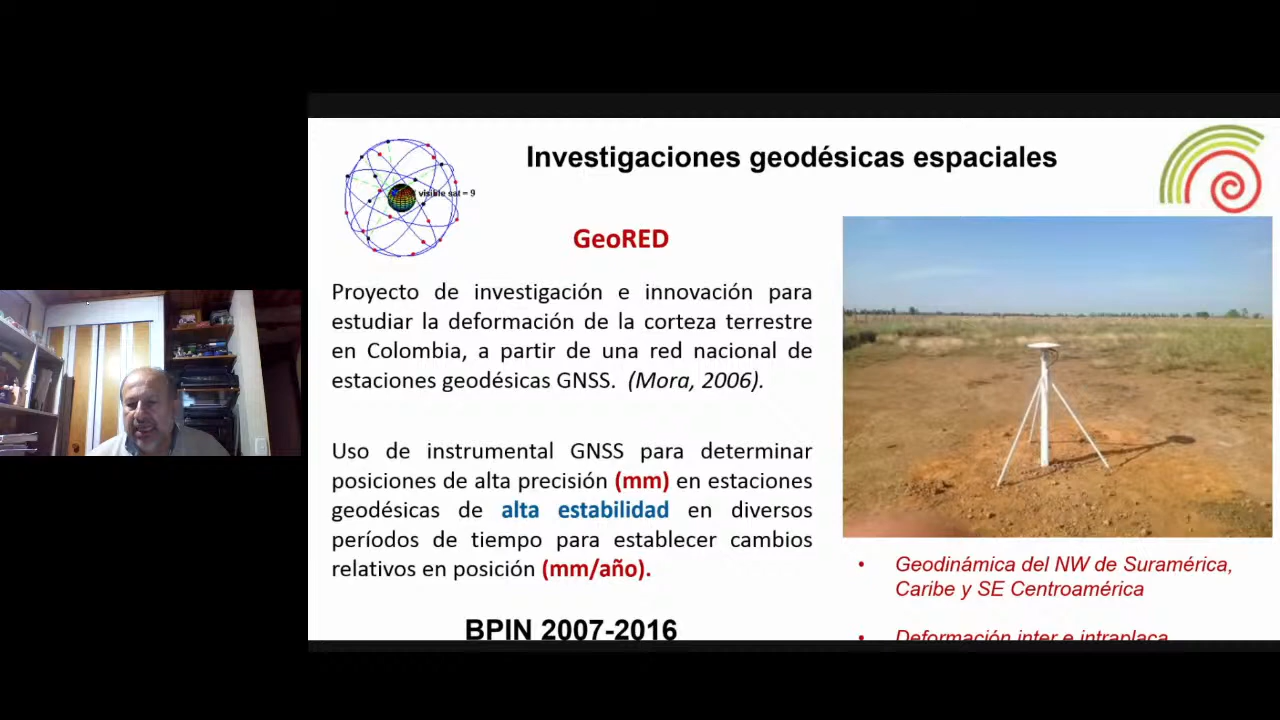 Investigaciones geodésicas espaciales
visible sat = 9
GeoRED
Proyecto de investigación e innovación para
estudiar la deformación de la corteza terrestre
en Colombia, a partir de una red nacional de
estaciones geodésicas GNSS. (Mora, 2006).
Uso de instrumental GNSS para determinar
posiciones de alta precisión (mm) en estaciones
geodésicas de alta estabilidad en diversos
períodos de tiempo para establecer cambios
relativos en posición (mm/año).
BPIN 2007-2016
• Geodinámica del NW de Suramérica,
Caribe y SE Centroamérica
• Deformación inter e intraplaca